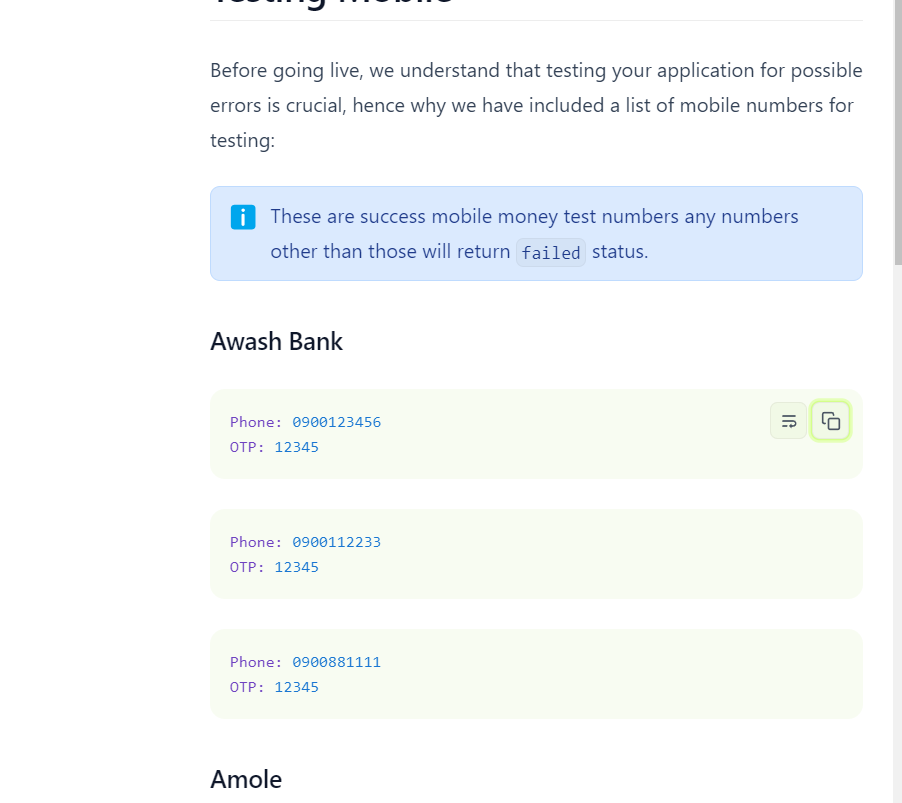 Testing Mobile
Before going live, we understand that testing your application for possible
errors is crucial, hence why we have included a list of mobile numbers for
testing:
These are success mobile money test numbers any numbers
other than those will return failed status.
Awash Bank
Phone: 0900123456
OTP: 12345
Phone: 0900112233
OTP: 12345
Phone: 0900881111
OTP: 12345
Amole